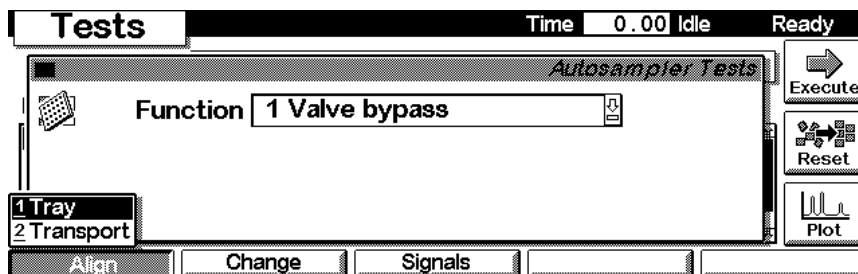 Tests Time 0.00 Idle Ready
Autosampler Tests
Execute
Function 1 Valve bypass
Reset
1 Tray
2 Transport
Plot
Align Change Signals